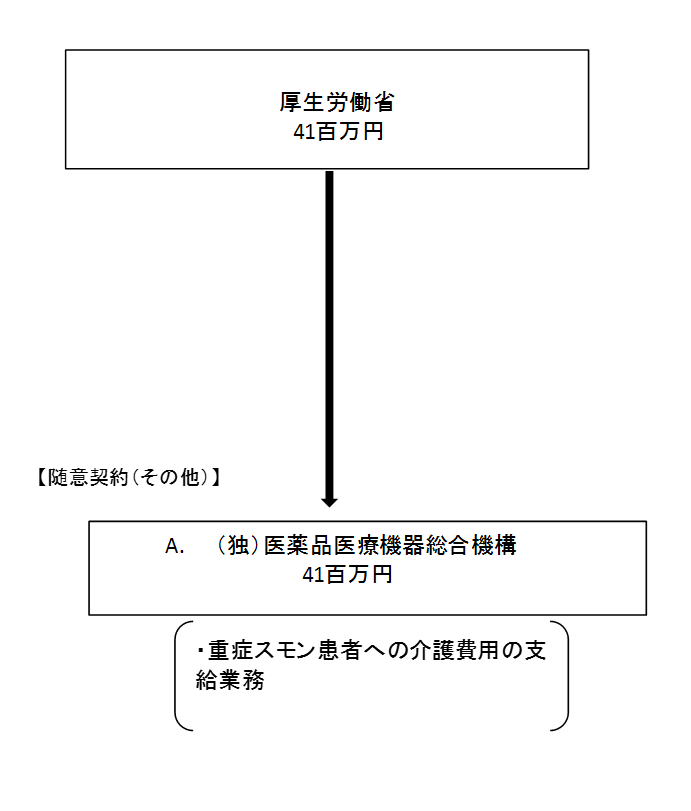 厚生労働省
41百万円
【随意契約（その他）】
A.　（独）医薬品医療機器総合機構
41百万円
・重症スモン患者への介護費用の支
給業務